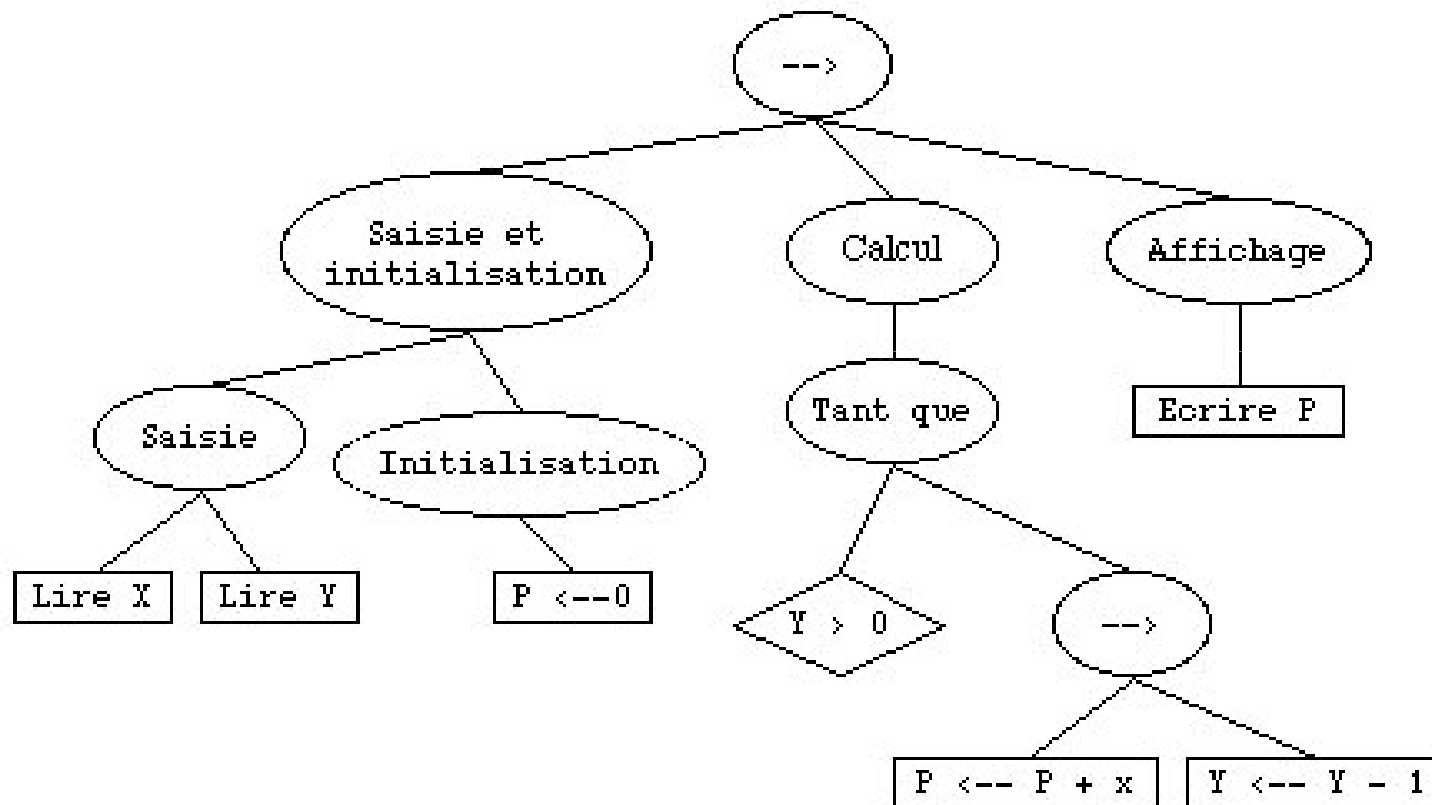 -->
Saisie et
initialisation
Calcul
Affichage
Saisie
Initialisation
Tant que
Ecrire P
Lire X
Lire Y
P <--0
Y > 0
-->
P <-- P + x
Y <-- Y - 1